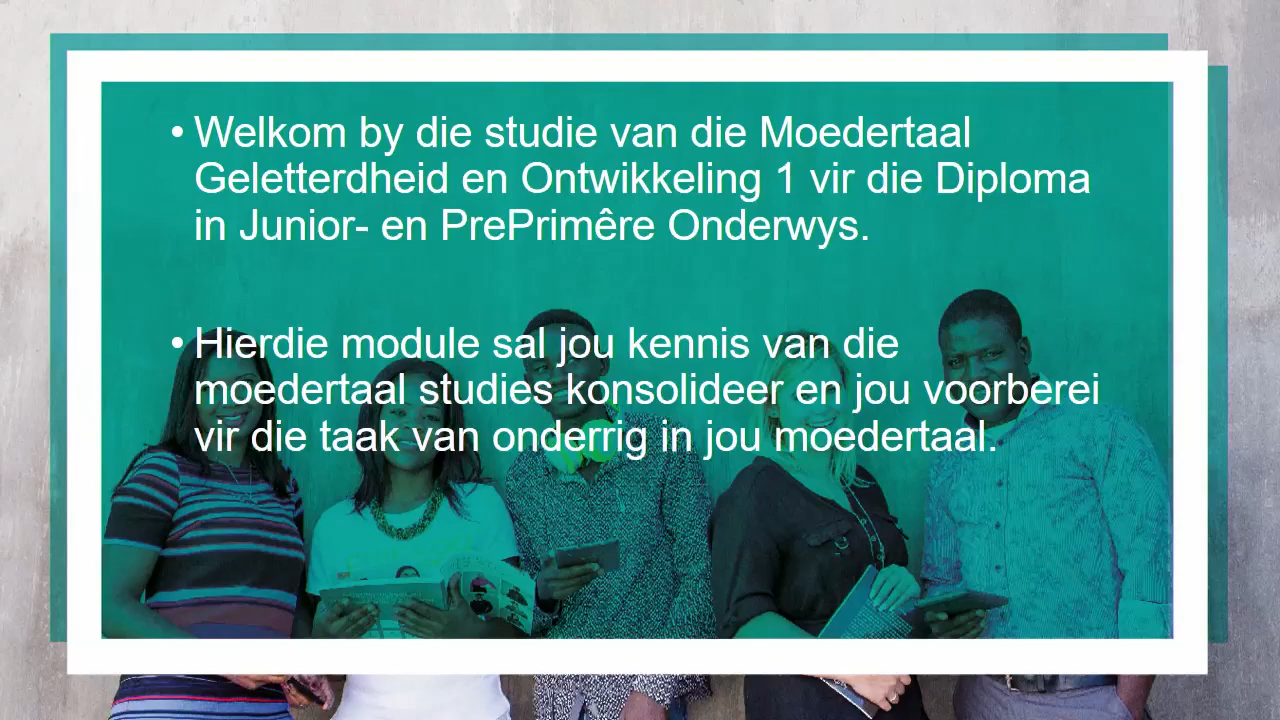 • Welkom by die studie van die Moedertaal
Geletterdheid en Ontwikkeling 1 vir die Diploma
in Junior- en PrePrimêre Onderwys.
• Hierdie module sal jou kennis van die
moedertaal studies konsolideer en jou voorberei
vir die taak van onderrig in jou moedertaal.